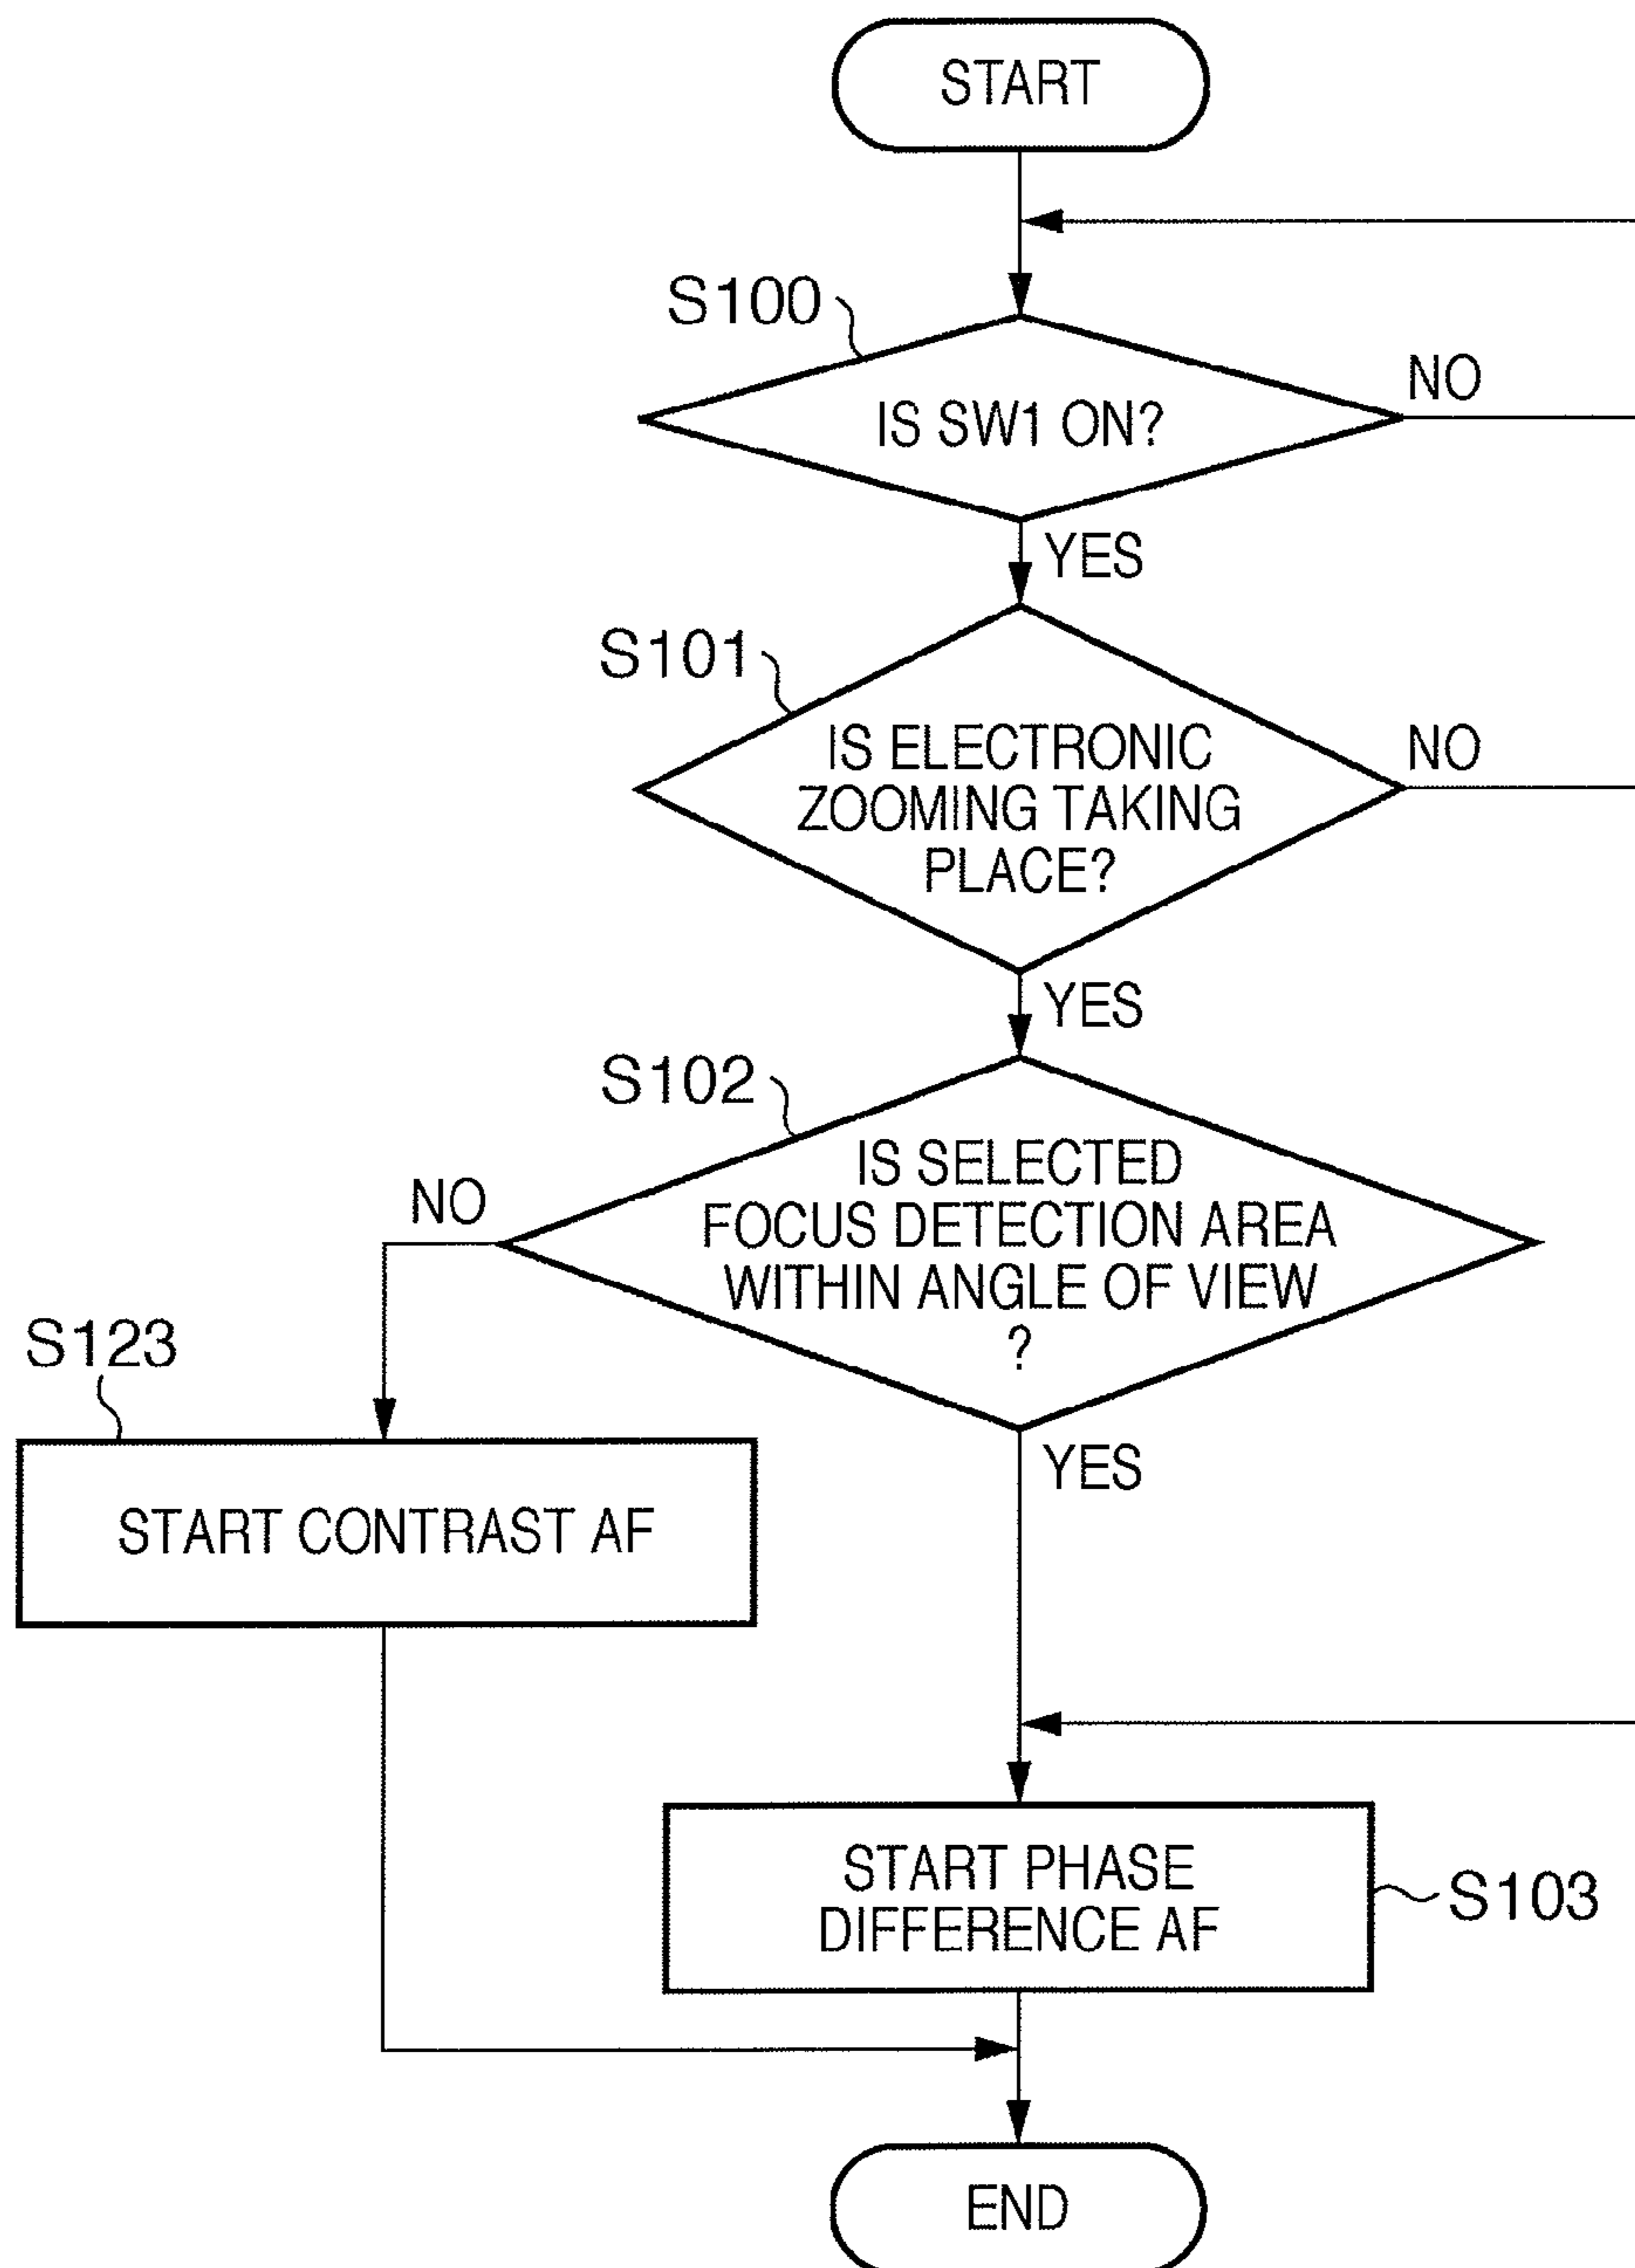 START
S100
IS SW1 ON?
NO
YES
S101
IS ELECTRONIC
ZOOMING TAKING
PLACE?
NO
YES
S102
IS SELECTED
FOCUS DETECTION AREA
WITHIN ANGLE OF VIEW
?
NO
YES
S123
START CONTRAST AF
START PHASE
DIFFERENCE AF
S103
END